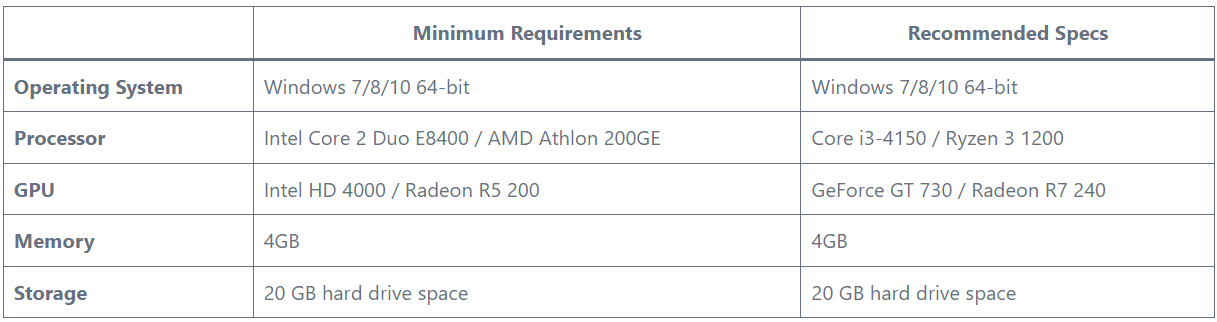 Minimum Requirements Recommended Specs
Operating System Windows 7/8/10 64-bit Windows 7/8/10 64-bit
Processor Intel Core 2 Duo E8400 / AMD Athlon 200GE Core i3-4150 / Ryzen 3 1200
GPU Intel HD 4000 / Radeon R5 200 GeForce GT 730 / Radeon R7 240
Memory 4GB 4GB
Storage 20 GB hard drive space 20 GB hard drive space